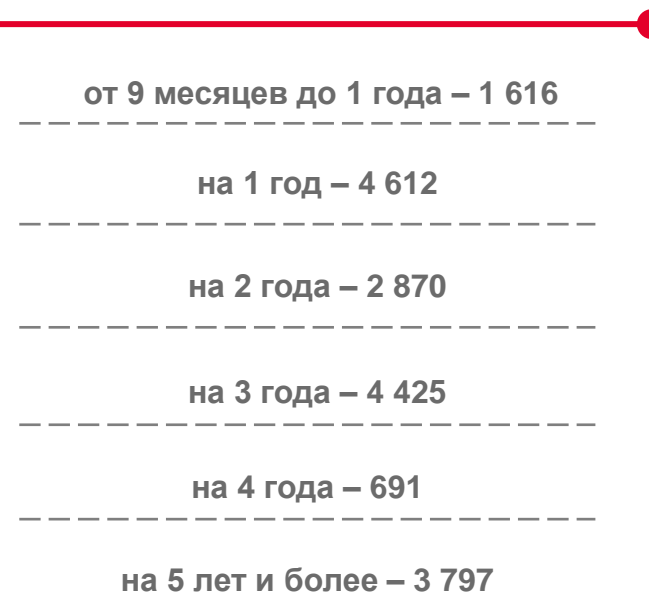 от 9 месяцев до 1 года – 1 616
на 1 год – 4 612
на 2 года – 2 870
на 3 года – 4 425
на 4 года – 691
на 5 лет и более – 3 797